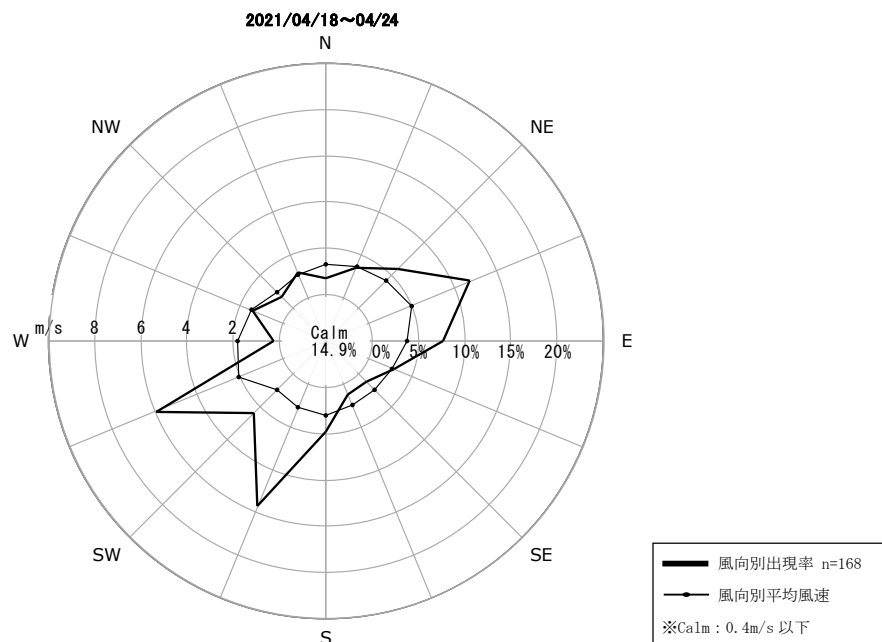 2021/04/18～04/24
N
NW
NE
W
m/s 8 6 4 2
Calm
14.9%
0% 5% 10% 15% 20%
E
SW
SE
S
風向別出現率 n=168
風向別平均風速
※Calm：0.4m/s 以下